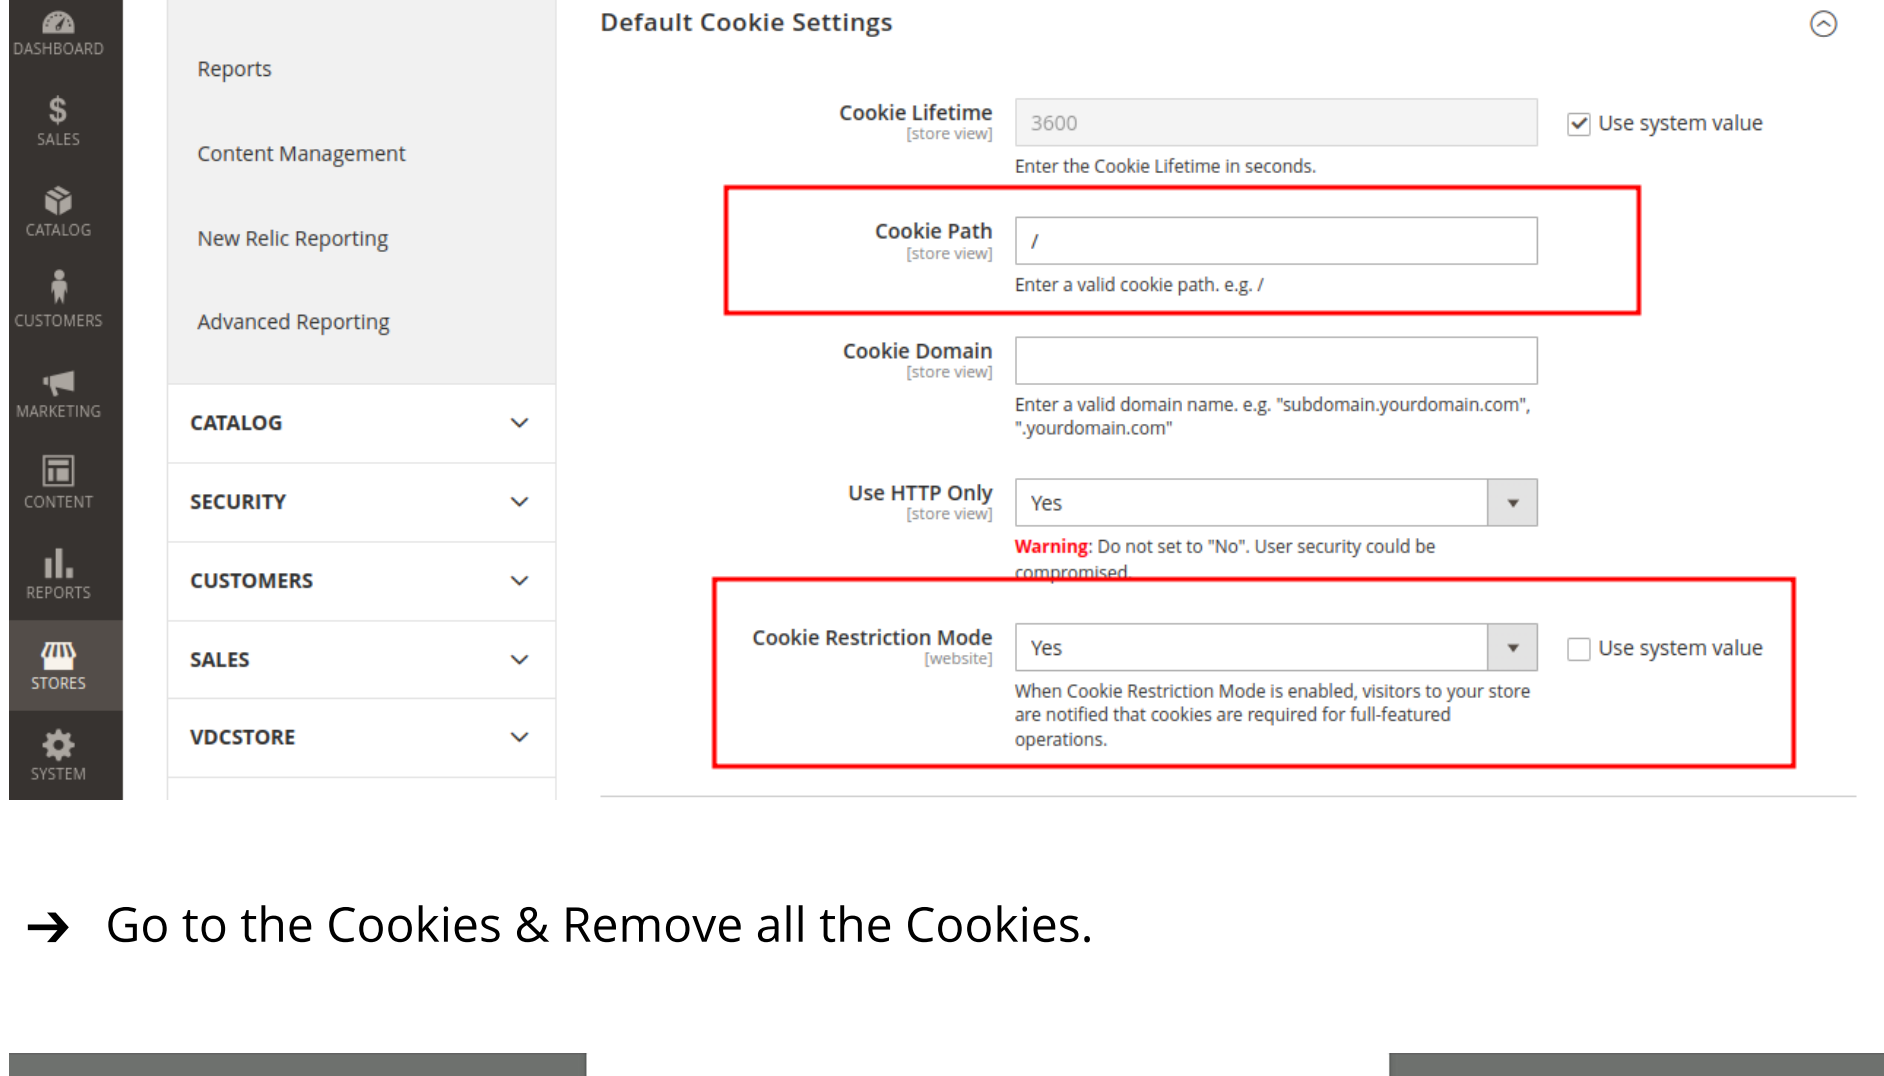 DASHBOARD
SALES
CATALOG
CUSTOMERS
MARKETING
CONTENT
REPORTS
STORES
SYSTEM
Reports
Content Management
New Relic Reporting
Advanced Reporting
CATALOG
SECURITY
CUSTOMERS
SALES
VDCSTORE
Default Cookie Settings
Cookie Lifetime
[store view]
3600
Use system value
Enter the Cookie Lifetime in seconds.
Cookie Path
[store view]
/
Enter a valid cookie path. e.g. /
Cookie Domain
[store view]
Enter a valid domain name. e.g. "subdomain.yourdomain.com",
".yourdomain.com"
Use HTTP Only
[store view]
Yes
Warning: Do not set to "No". User security could be
compromised.
Cookie Restriction Mode
[website]
Yes
Use system value
When Cookie Restriction Mode is enabled, visitors to your store
are notified that cookies are required for full-featured
operations.
➔ Go to the Cookies & Remove all the Cookies.